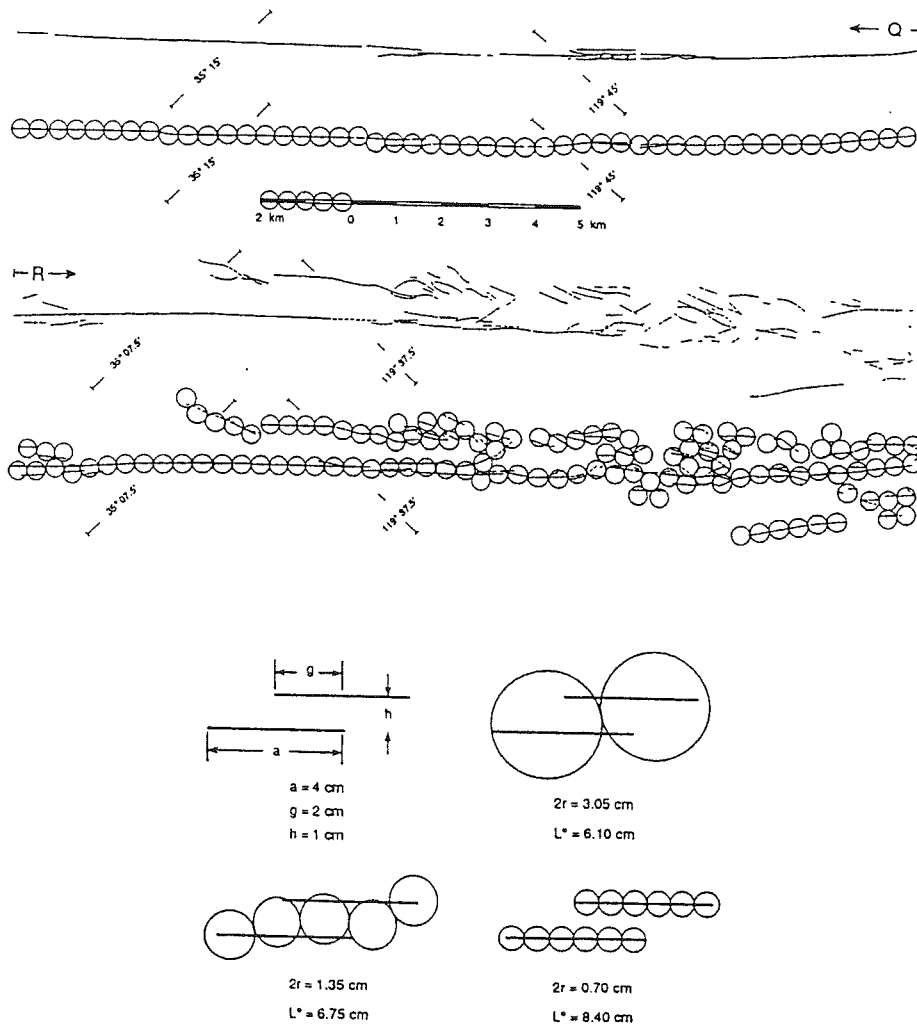 Q
35° 15'
119° 45'
35° 15'
119° 45'
2 km 0 1 2 3 4 5 km
R
35° 07.5'
119° 37.5'
35° 07.5'
119° 37.5'
g
h
a
a = 4 cm
g = 2 cm
h = 1 cm
2r = 3.05 cm
L° = 6.10 cm
2r = 1.35 cm
L° = 6.75 cm
2r = 0.70 cm
L° = 8.40 cm